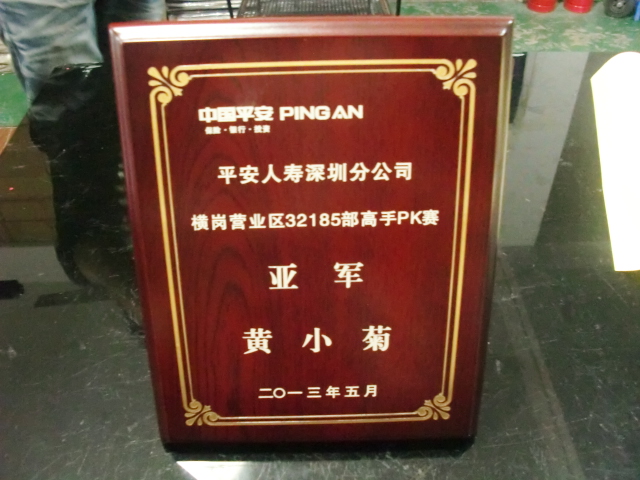 中国平安 PING AN
保险·银行·投资
平安人寿深圳分公司
横岗营业区32185部高手PK赛
亚军
黄小菊
二〇一三年五月